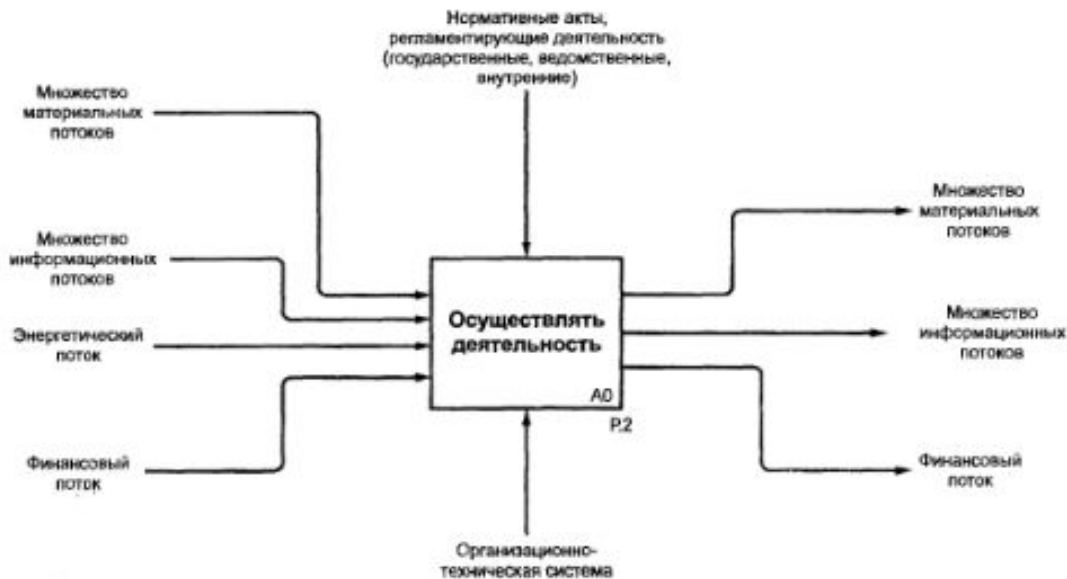 Нормативные акты,
регламентирующие деятельность
(государственные, ведомственные,
внутренние)
Множество
материальных
потоков
Множество
информационных
потоков
Энергетический
поток
Финансовый
поток
Осуществлять
деятельность
А0
Р.2
Множество
материальных
потоков
Множество
информационных
потоков
Финансовый
поток
Организационно-
техническая система